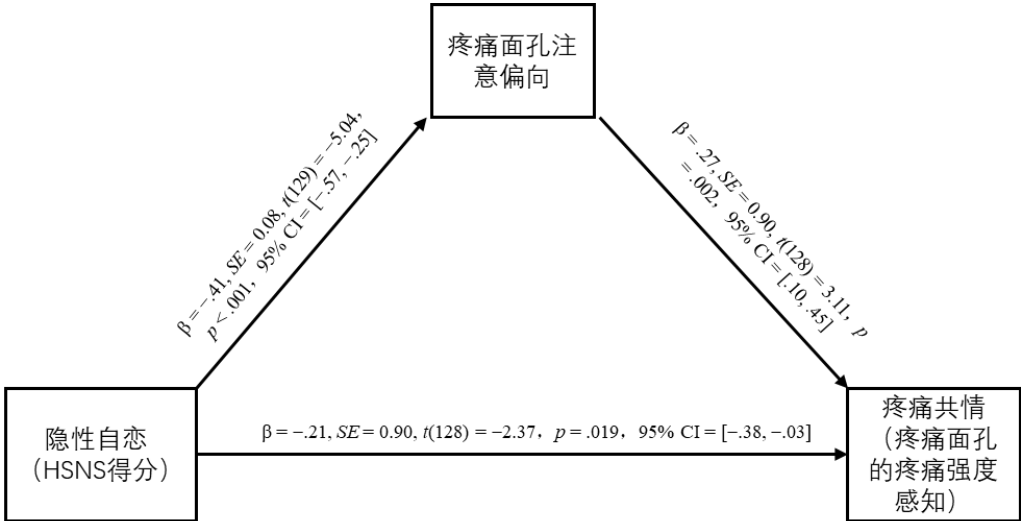 疼痛面孔注
意偏向
β = −.41, SE = 0.08, t(129) = −5.04,
p < .001，95% CI = [−.57, −.25]
β = .27, SE = 0.90, t(128) = 3.11，p
= .002，95% CI = [.10, .45]
隐性自恋
（HSNS得分）
β = −.21, SE = 0.90, t(128) = −2.37，p = .019，95% CI = [−.38, −.03]
疼痛共情
（疼痛面孔
的疼痛强度
感知）